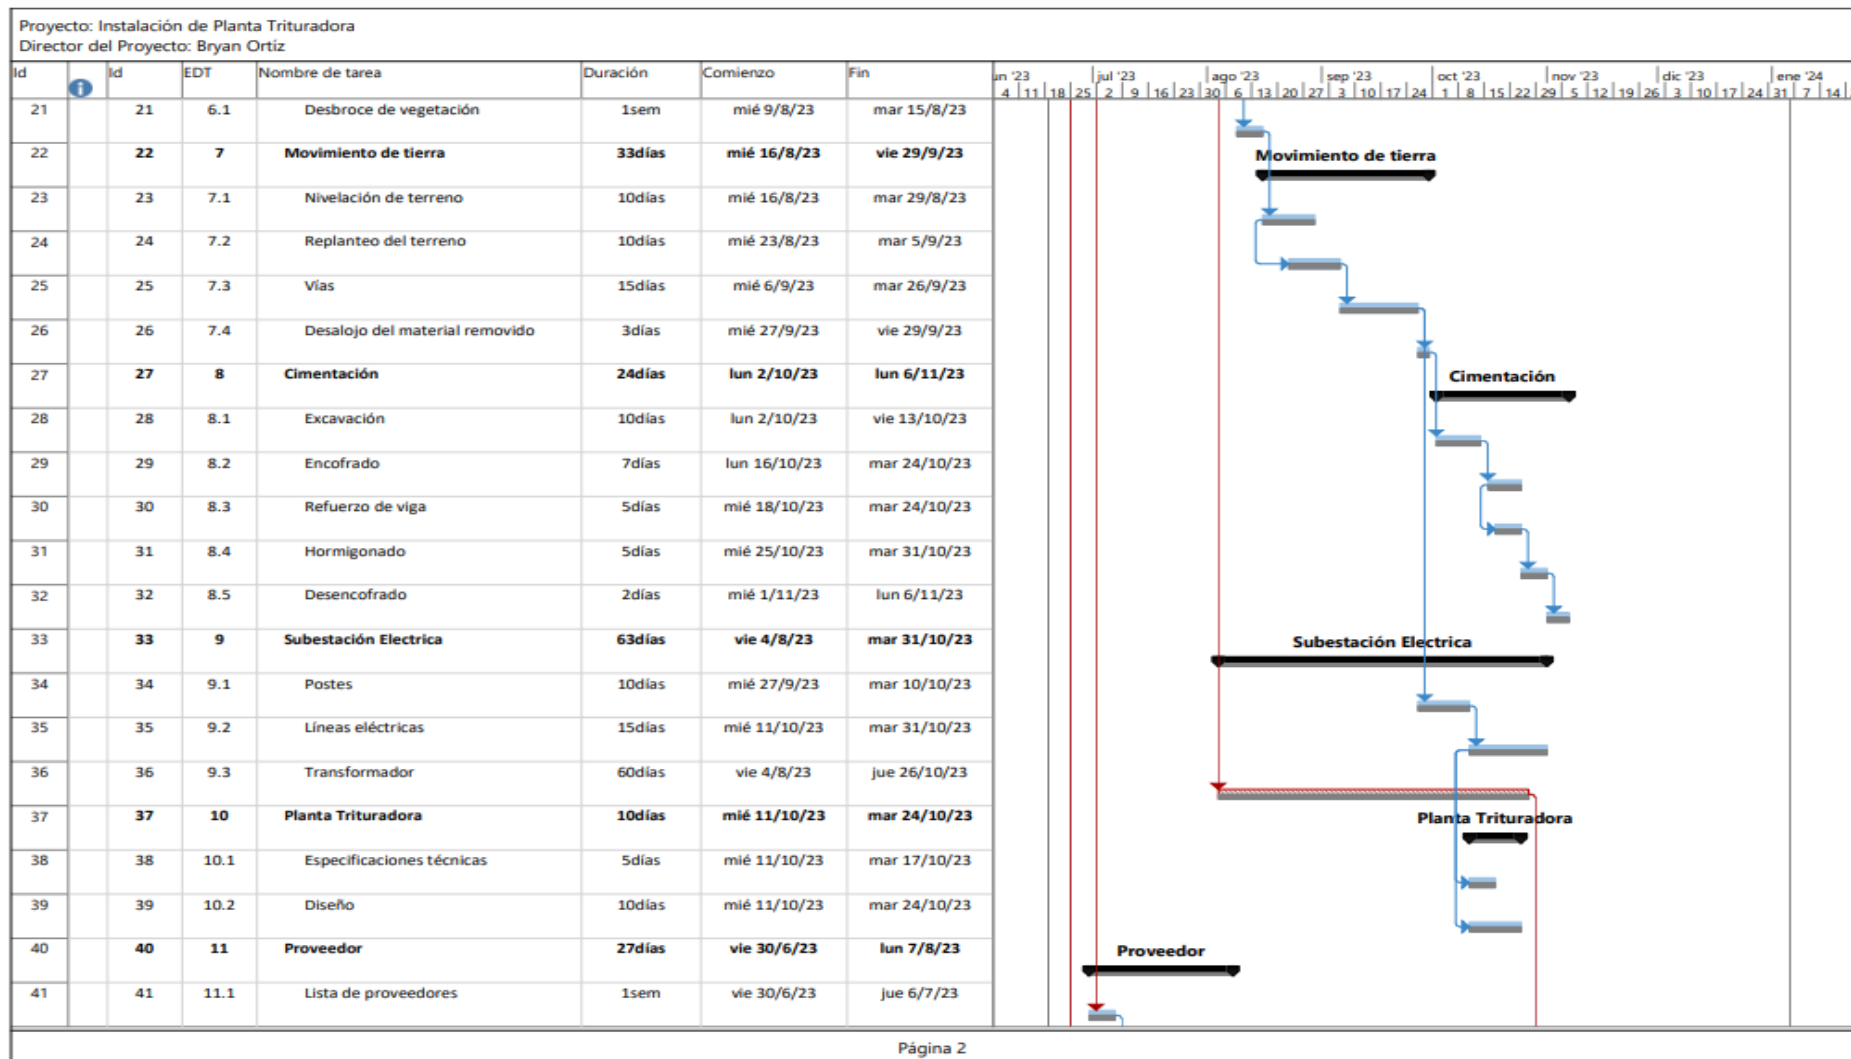 Proyecto: Instalación de Planta Trituradora
Director del Proyecto: Bryan Ortiz
Id Id EDT Nombre de tarea Duración Comienzo Fin
un '23 jul '23 ago '23 sep '23 oct '23 nov '23 dic '23 ene '24
4 11 18 25 2 9 16 23 30 6 13 20 27 3 10 17 24 1 8 15 22 29 5 12 19 26 3 10 17 24 31 7 14
21 21 6.1 Desbroce de vegetación 1sem mié 9/8/23 mar 15/8/23
22 22 7 Movimiento de tierra 33días mié 16/8/23 vie 29/9/23 Movimiento de tierra
23 23 7.1 Nivelación de terreno 10días mié 16/8/23 mar 29/8/23
24 24 7.2 Replanteo del terreno 10días mié 23/8/23 mar 5/9/23
25 25 7.3 Vías 15días mié 6/9/23 mar 26/9/23
26 26 7.4 Desalojo del material removido 3días mié 27/9/23 vie 29/9/23
27 27 8 Cimentación 24días lun 2/10/23 lun 6/11/23 Cimentación
28 28 8.1 Excavación 10días lun 2/10/23 vie 13/10/23
29 29 8.2 Encofrado 7días lun 16/10/23 mar 24/10/23
30 30 8.3 Refuerzo de viga 5días mié 18/10/23 mar 24/10/23
31 31 8.4 Hormigonado 5días mié 25/10/23 mar 31/10/23
32 32 8.5 Desencofrado 2días mié 1/11/23 lun 6/11/23
33 33 9 Subestación Electrica 63días vie 4/8/23 mar 31/10/23 Subestación Electrica
34 34 9.1 Postes 10días mié 27/9/23 mar 10/10/23
35 35 9.2 Líneas eléctricas 15días mié 11/10/23 mar 31/10/23
36 36 9.3 Transformador 60días vie 4/8/23 jue 26/10/23
37 37 10 Planta Trituradora 10días mié 11/10/23 mar 24/10/23 Planta Trituradora
38 38 10.1 Especificaciones técnicas 5días mié 11/10/23 mar 17/10/23
39 39 10.2 Diseño 10días mié 11/10/23 mar 24/10/23
40 40 11 Proveedor 27días vie 30/6/23 lun 7/8/23 Proveedor
41 41 11.1 Lista de proveedores 1sem vie 30/6/23 jue 6/7/23
Página 2